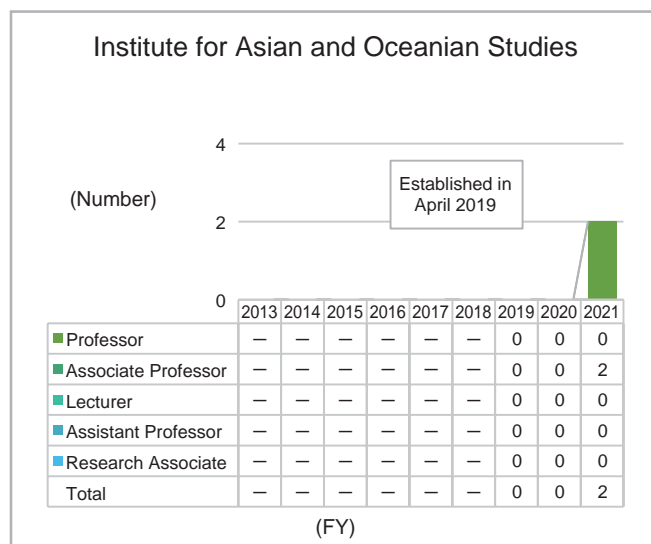 Institute for Asian and Oceanian Studies
4
(Number)
Established in
April 2019
2
0
2013 2014 2015 2016 2017 2018 2019 2020 2021
Professor — — — — — — 0 0 0
Associate Professor — — — — — — 0 0 2
Lecturer — — — — — — 0 0 0
Assistant Professor — — — — — — 0 0 0
Research Associate — — — — — — 0 0 0
Total — — — — — — 0 0 2
(FY)